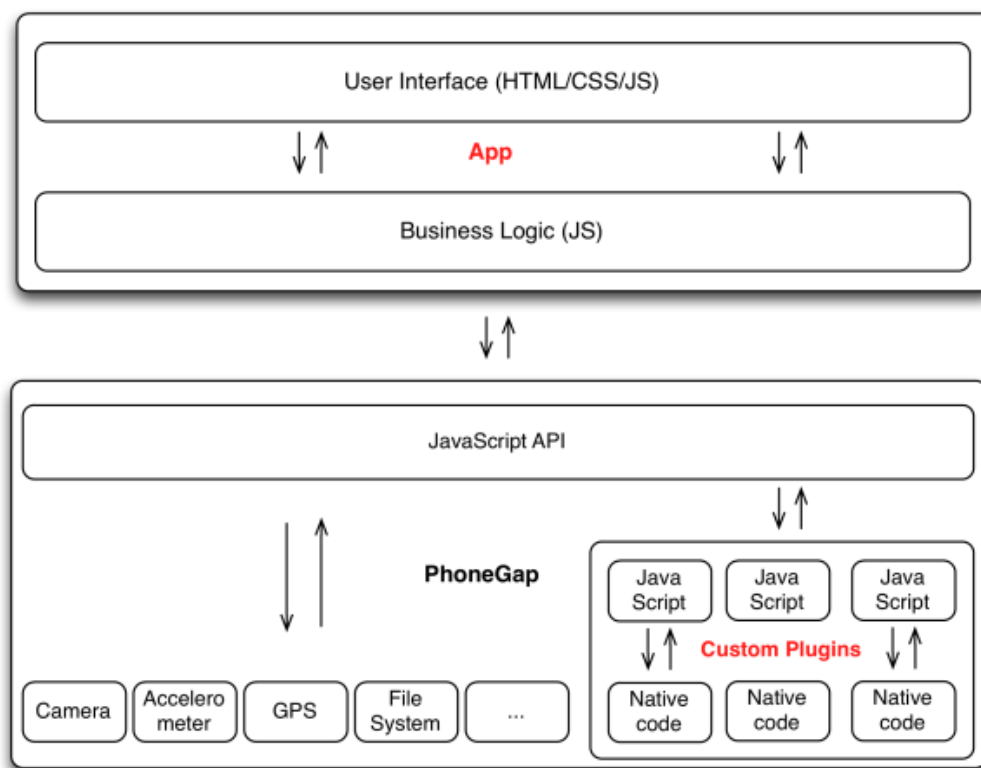 User Interface (HTML/CSS/JS)
App
Business Logic (JS)
JavaScript API
PhoneGap
Java
Script
Java
Script
Java
Script
Custom Plugins
Camera
Accelero
meter
GPS
File
System
...
Native
code
Native
code
Native
code